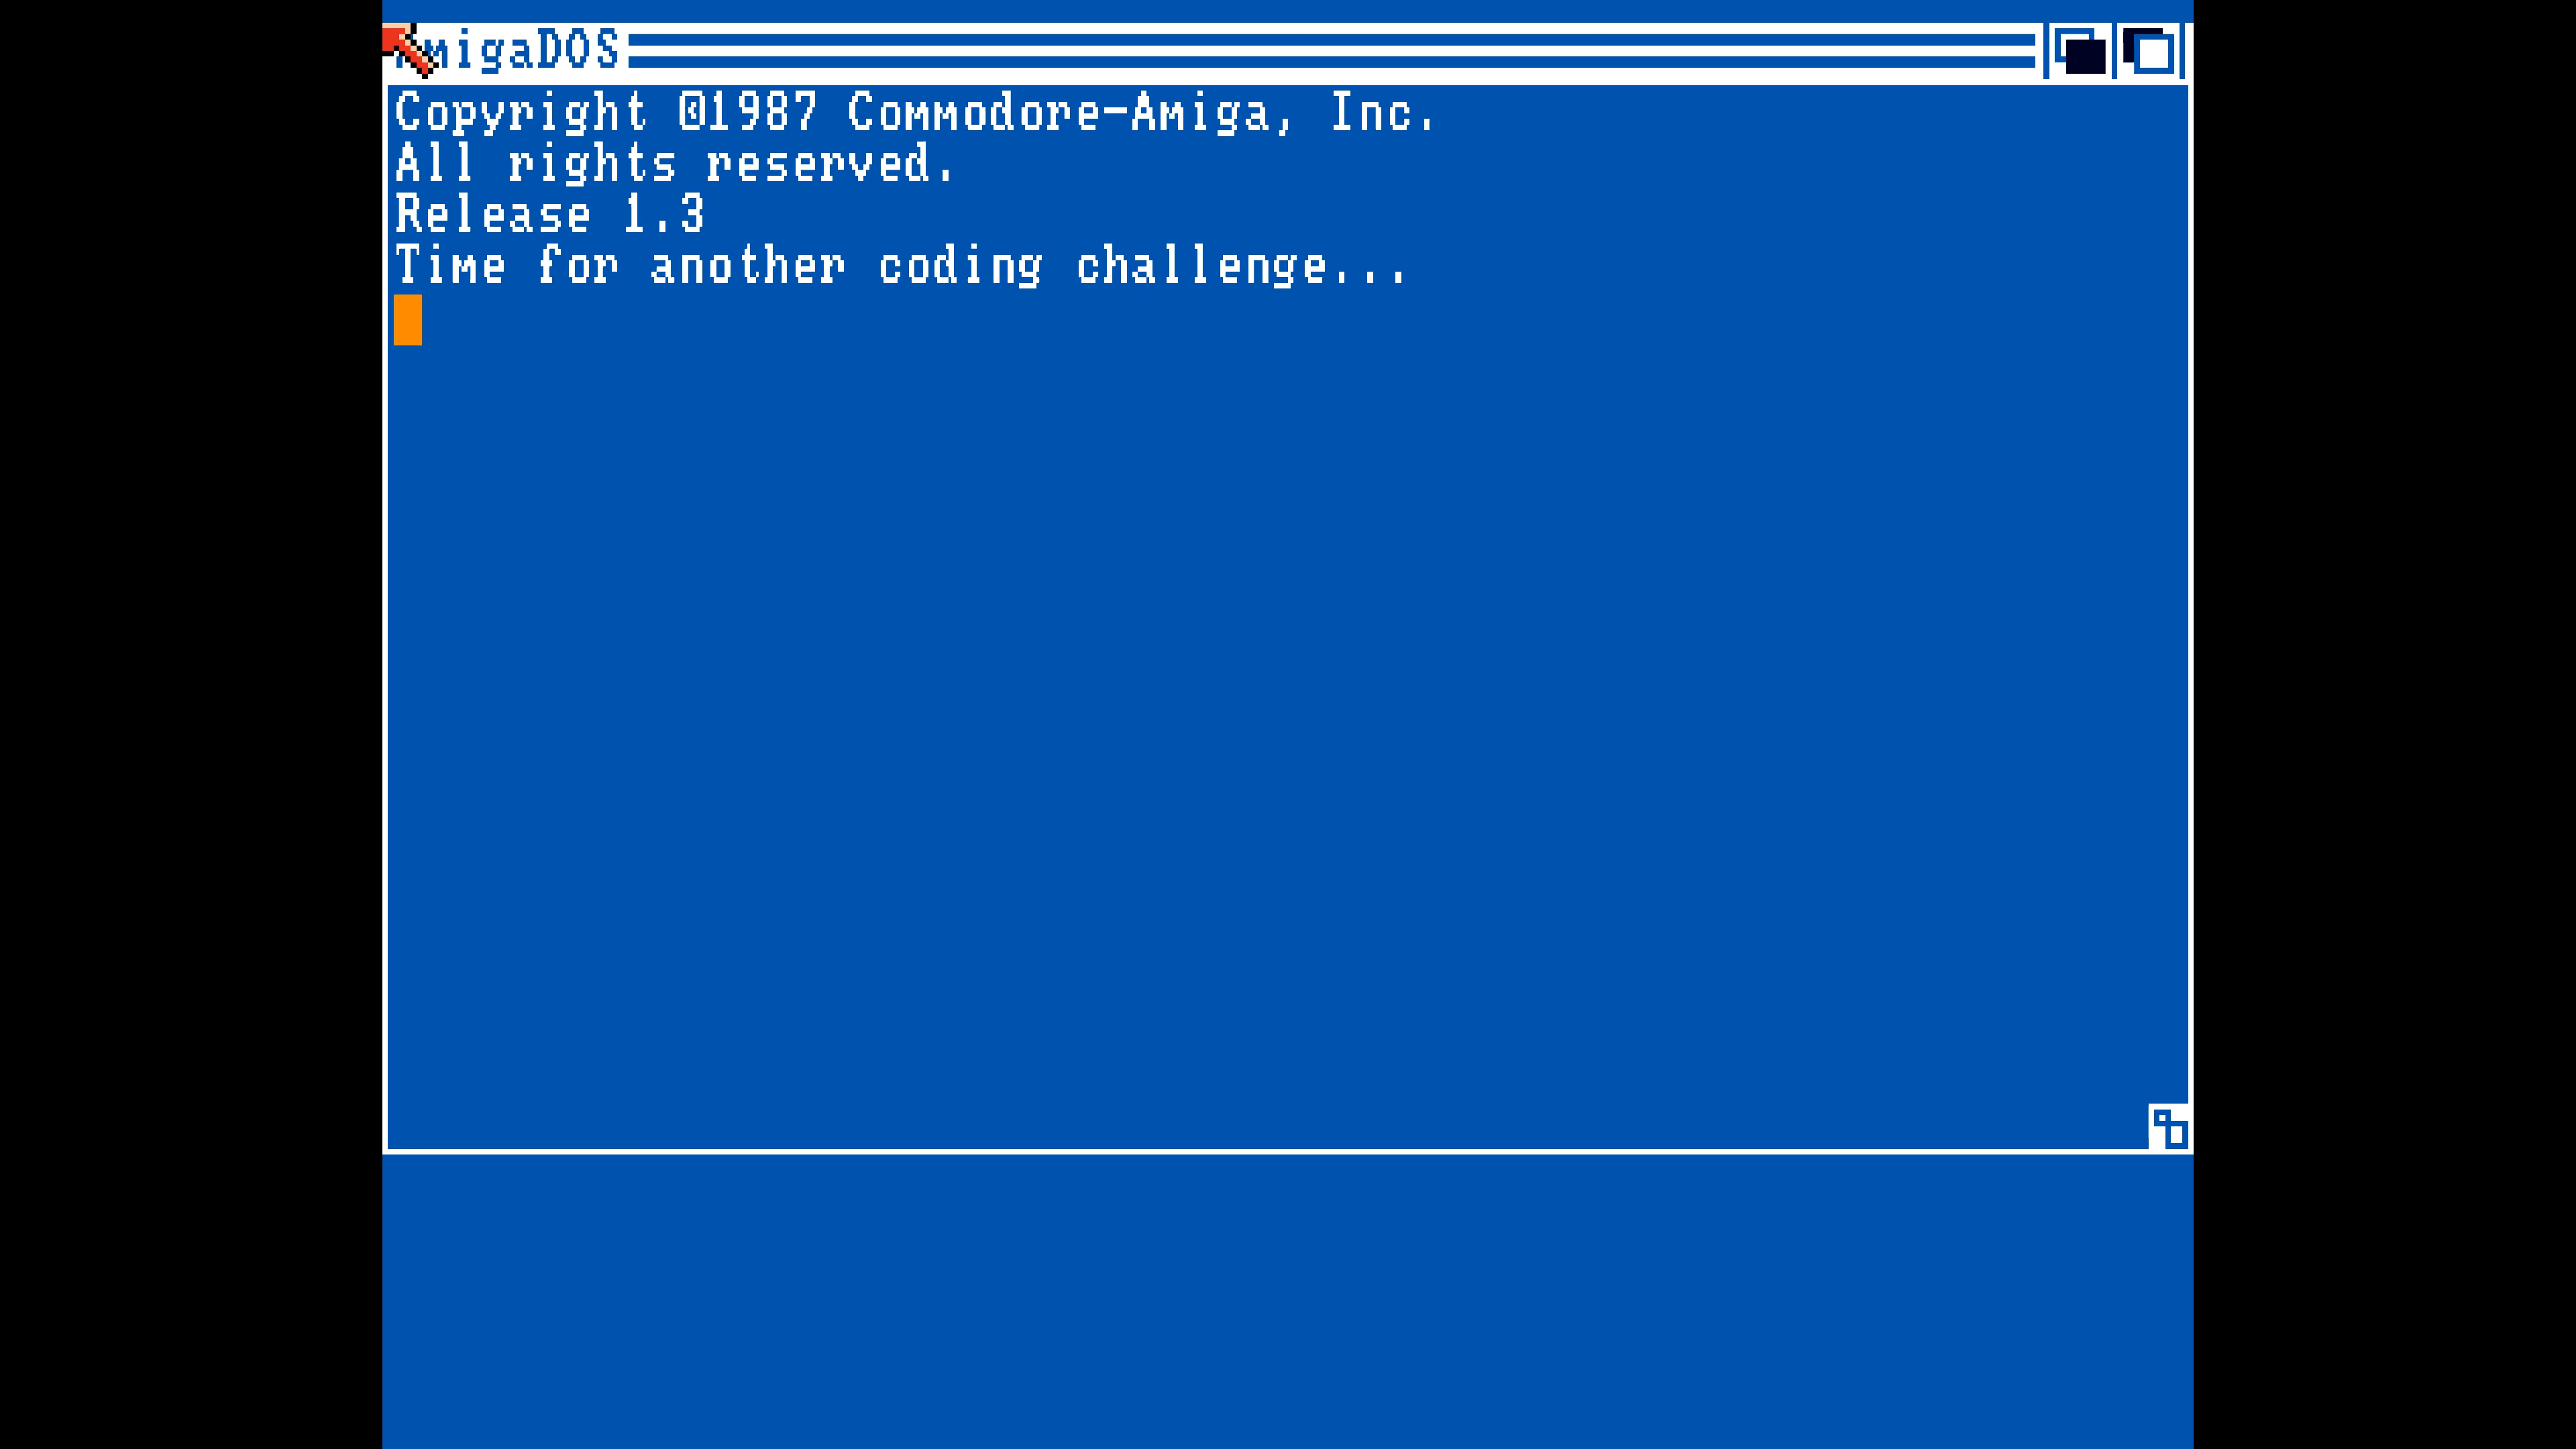 AmigaDOS
Copyright ©1987 Commodore-Amiga, Inc.
All rights reserved.
Release 1.3
Time for another coding challenge...